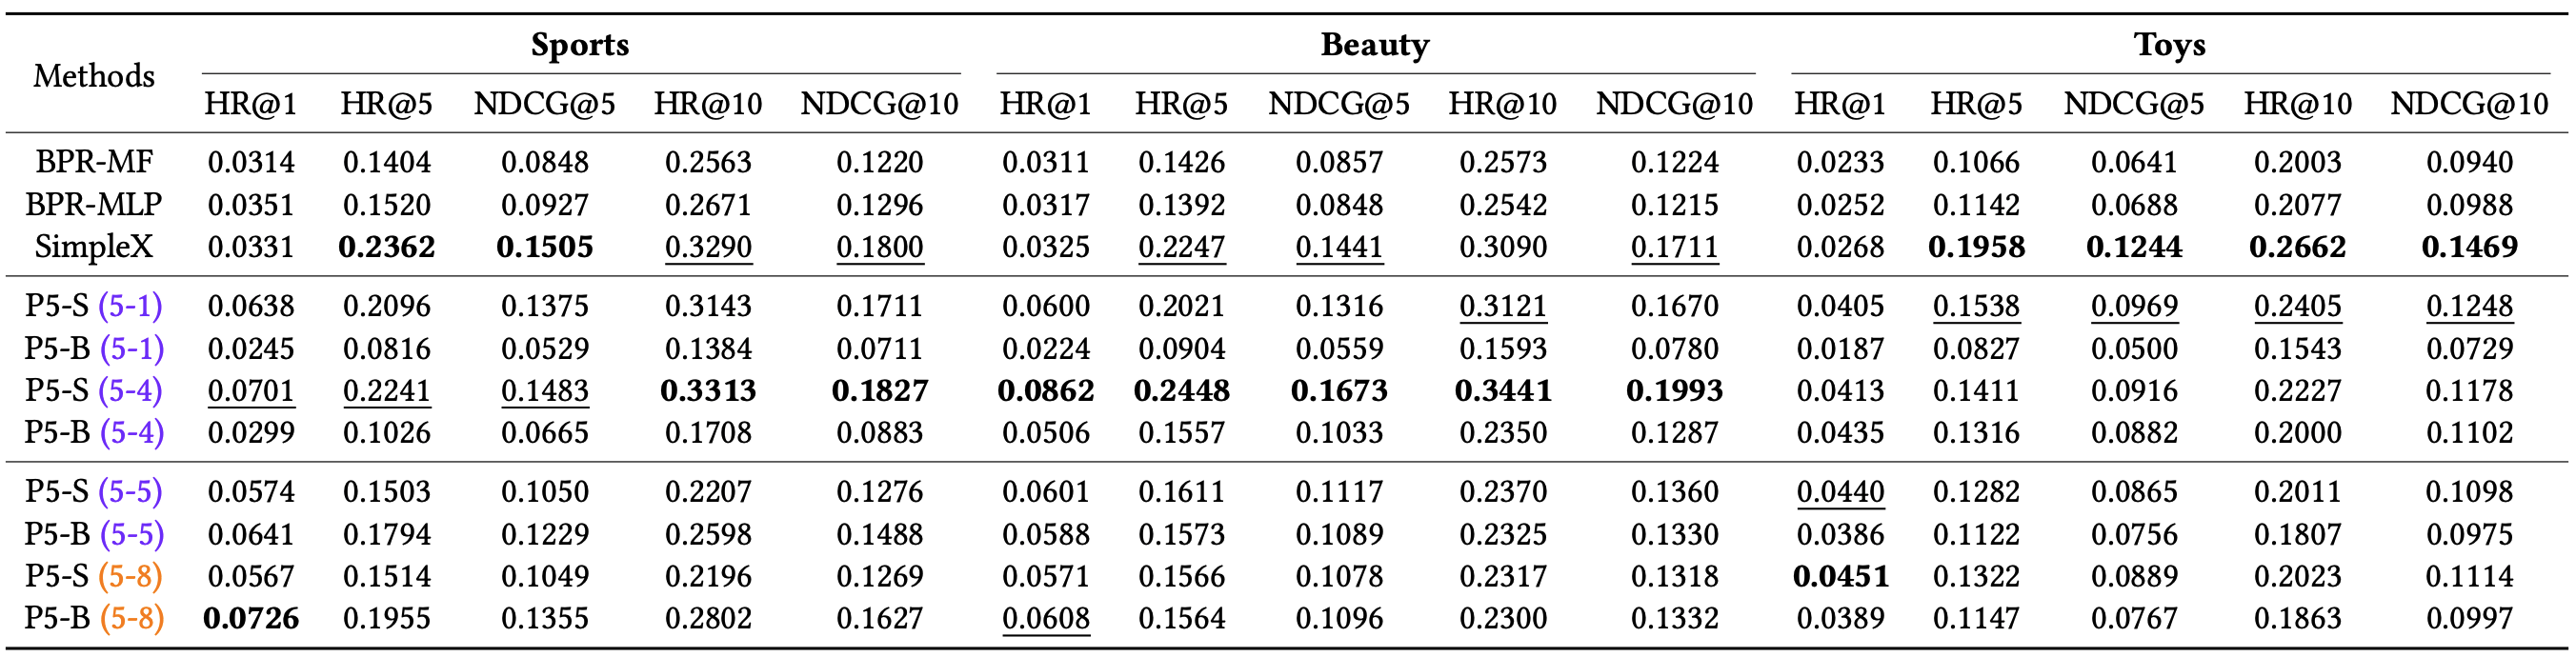 Methods Sports Beauty Toys
HR@1 HR@5 NDCG@5 HR@10 NDCG@10 HR@1 HR@5 NDCG@5 HR@10 NDCG@10 HR@1 HR@5 NDCG@5 HR@10 NDCG@10
BPR-MF 0.0314 0.1404 0.0848 0.2563 0.1220 0.0311 0.1426 0.0857 0.2573 0.1224 0.0233 0.1066 0.0641 0.2003 0.0940
BPR-MLP 0.0351 0.1520 0.0927 0.2671 0.1296 0.0317 0.1392 0.0848 0.2542 0.1215 0.0252 0.1142 0.0688 0.2077 0.0988
SimpleX 0.0331 0.2362 0.1505 0.3290 0.1800 0.0325 0.2247 0.1441 0.3090 0.1711 0.0268 0.1958 0.1244 0.2662 0.1469
P5-S (5-1) 0.0638 0.2096 0.1375 0.3143 0.1711 0.0600 0.2021 0.1316 0.3121 0.1670 0.0405 0.1538 0.0969 0.2405 0.1248
P5-B (5-1) 0.0245 0.0816 0.0529 0.1384 0.0711 0.0224 0.0904 0.0559 0.1593 0.0780 0.0187 0.0827 0.0500 0.1543 0.0729
P5-S (5-4) 0.0701 0.2241 0.1483 0.3313 0.1827 0.0862 0.2448 0.1673 0.3441 0.1993 0.0413 0.1411 0.0916 0.2227 0.1178
P5-B (5-4) 0.0299 0.1026 0.0665 0.1708 0.0883 0.0506 0.1557 0.1033 0.2350 0.1287 0.0435 0.1316 0.0882 0.2000 0.1102
P5-S (5-5) 0.0574 0.1503 0.1050 0.2207 0.1276 0.0601 0.1611 0.1117 0.2370 0.1360 0.0440 0.1282 0.0865 0.2011 0.1098
P5-B (5-5) 0.0641 0.1794 0.1229 0.2598 0.1488 0.0588 0.1573 0.1089 0.2325 0.1330 0.0386 0.1122 0.0756 0.1807 0.0975
P5-S (5-8) 0.0567 0.1514 0.1049 0.2196 0.1269 0.0571 0.1566 0.1078 0.2317 0.1318 0.0451 0.1322 0.0889 0.2023 0.1114
P5-B (5-8) 0.0726 0.1955 0.1355 0.2802 0.1627 0.0608 0.1564 0.1096 0.2300 0.1332 0.0389 0.1147 0.0767 0.1863 0.0997